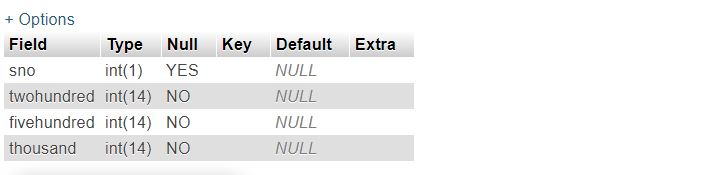 + Options
Field Type Null Key Default Extra
sno int(1) YES NULL
twohundred int(14) NO NULL
fivehundred int(14) NO NULL
thousand int(14) NO NULL